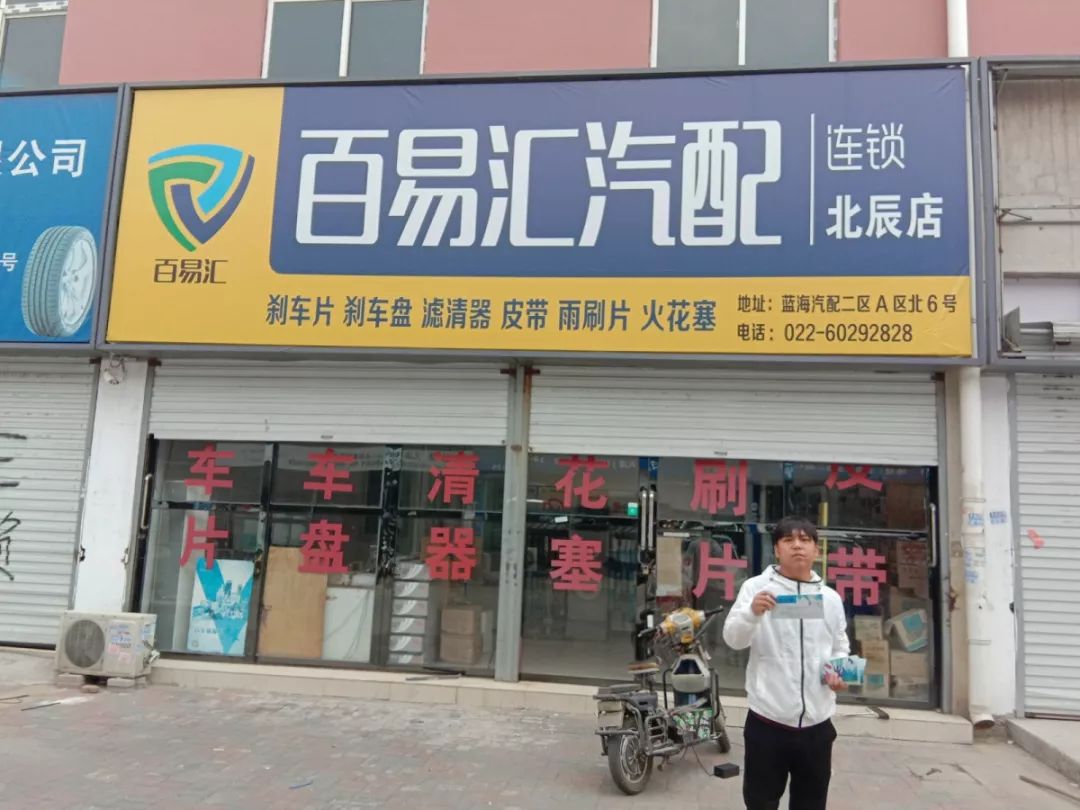 公司
号
百易汇
百易汇汽配
连锁
北辰店
刹车片 刹车盘 滤清器 皮带 雨刷片 火花塞
地址：蓝海汽配二区A区北6号
电话：022-60292828
车片
车盘
清器
花塞
刷片
皮带